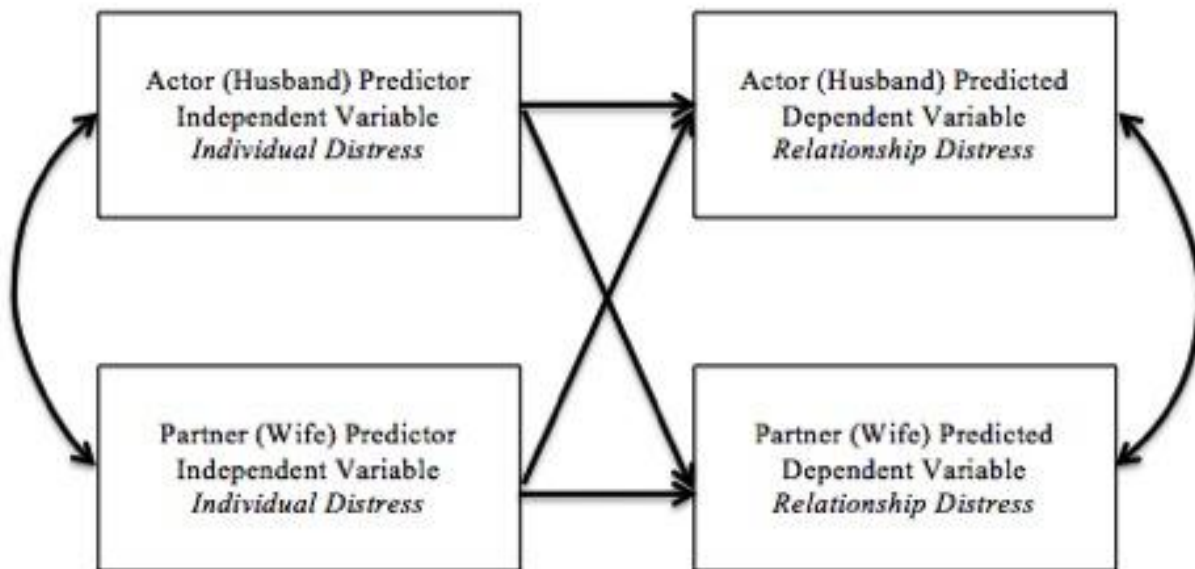 Actor (Husband) Predictor
Independent Variable
Individual Distress
Actor (Husband) Predicted
Dependent Variable
Relationship Distress
Partner (Wife) Predictor
Independent Variable
Individual Distress
Partner (Wife) Predicted
Dependent Variable
Relationship Distress